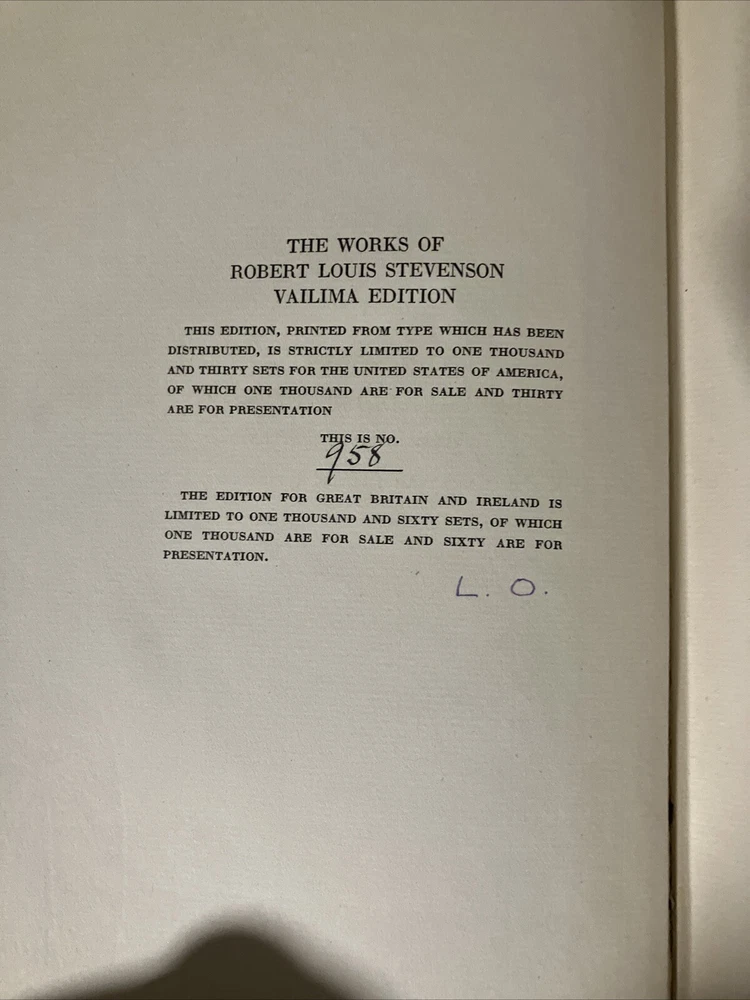 THE WORKS OF
ROBERT LOUIS STEVENSON
VAILIMA EDITION
THIS EDITION, PRINTED FROM TYPE WHICH HAS BEEN
DISTRIBUTED, IS STRICTLY LIMITED TO ONE THOUSAND
AND THIRTY SETS FOR THE UNITED STATES OF AMERICA,
OF WHICH ONE THOUSAND ARE FOR SALE AND THIRTY
ARE FOR PRESENTATION
THIS IS NO.
958
THE EDITION FOR GREAT BRITAIN AND IRELAND IS
LIMITED TO ONE THOUSAND AND SIXTY SETS, OF WHICH
ONE THOUSAND ARE FOR SALE AND SIXTY ARE FOR
PRESENTATION.
L. O.